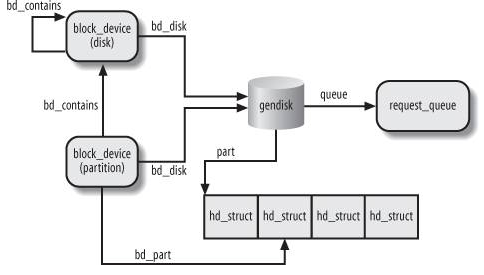 bd_contains
block_device
(disk)
bd_disk
bd_contains
gendisk
queue
request_queue
block_device
(partition)
bd_disk
part
hd_struct hd_struct hd_struct hd_struct
bd_part